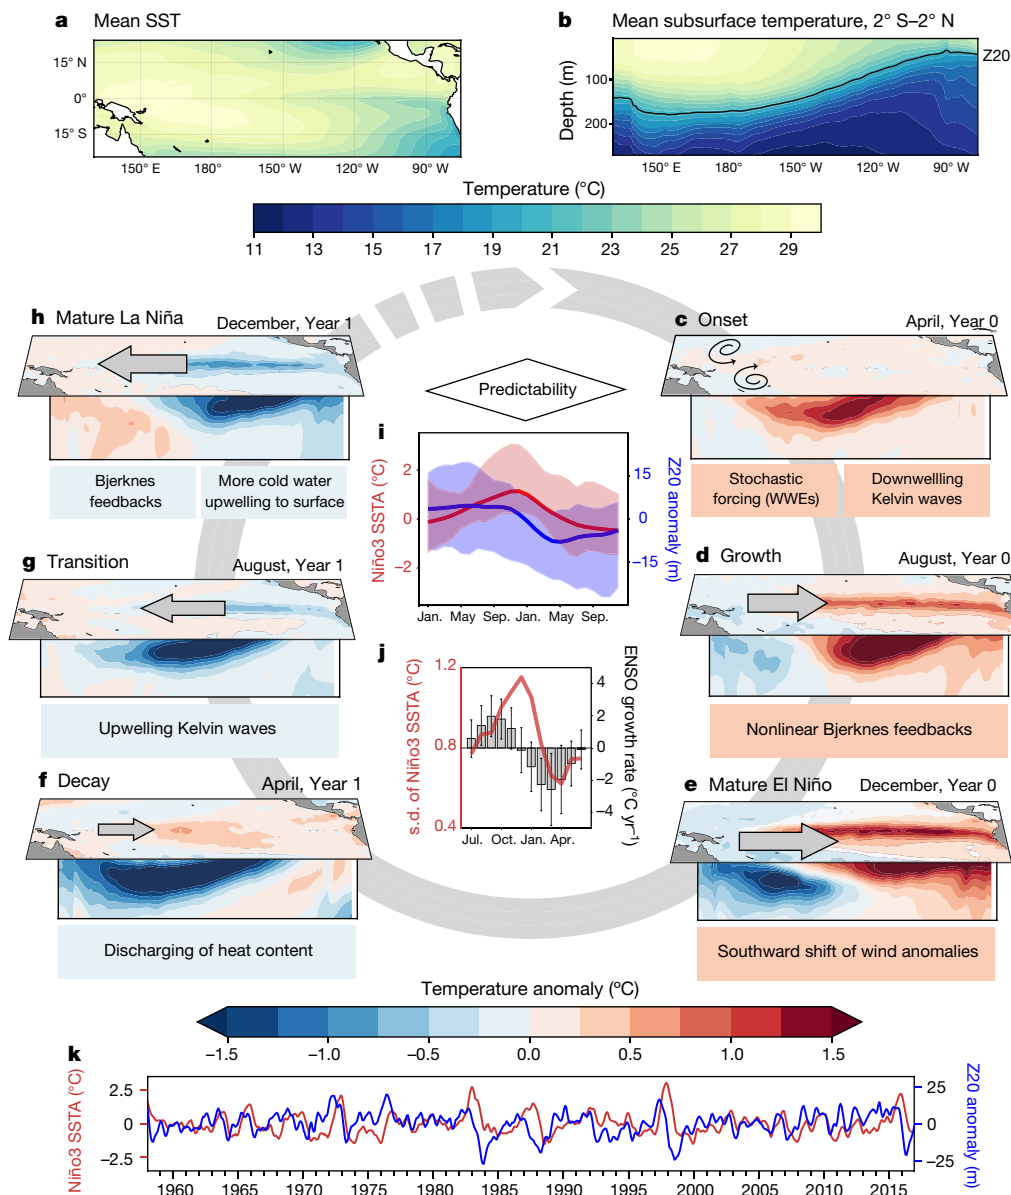 a Mean SST
15° N
0°
15° S
150° E 180° 150° W 120° W 90° W
b Mean subsurface temperature, 2° S–2° N
Depth (m)
100
200
Z20
150° E 180° 150° W 120° W 90° W
Temperature (°C)
11 13 15 17 19 21 23 25 27 29
h Mature La Niña
December, Year 1
Bjerknes
feedbacks
More cold water
upwelling to surface
c Onset
April, Year 0
Stochastic
forcing (WWEs)
Downwellling
Kelvin waves
Predictability
i
Niño3 SSTA (°C)
2
0
−2
Z20 anomaly (m)
15
0
−15
Jan. May Sep. Jan. May Sep.
g Transition
August, Year 1
Upwelling Kelvin waves
d Growth
August, Year 0
Nonlinear Bjerknes feedbacks
j
s.d. of Niño3 SSTA (°C)
1.2
0.8
0.4
ENSO growth rate (°C yr−1)
4
2
0
−2
−4
Jul. Oct. Jan. Apr.
f Decay
April, Year 1
Discharging of heat content
e Mature El Niño
December, Year 0
Southward shift of wind anomalies
Temperature anomaly (°C)
−1.5 −1.0 −0.5 0.0 0.5 1.0 1.5
k
Niño3 SSTA (°C)
2.5
0
−2.5
Z20 anomaly (m)
25
0
−25
1960 1965 1970 1975 1980 1985 1990 1995 2000 2005 2010 2015